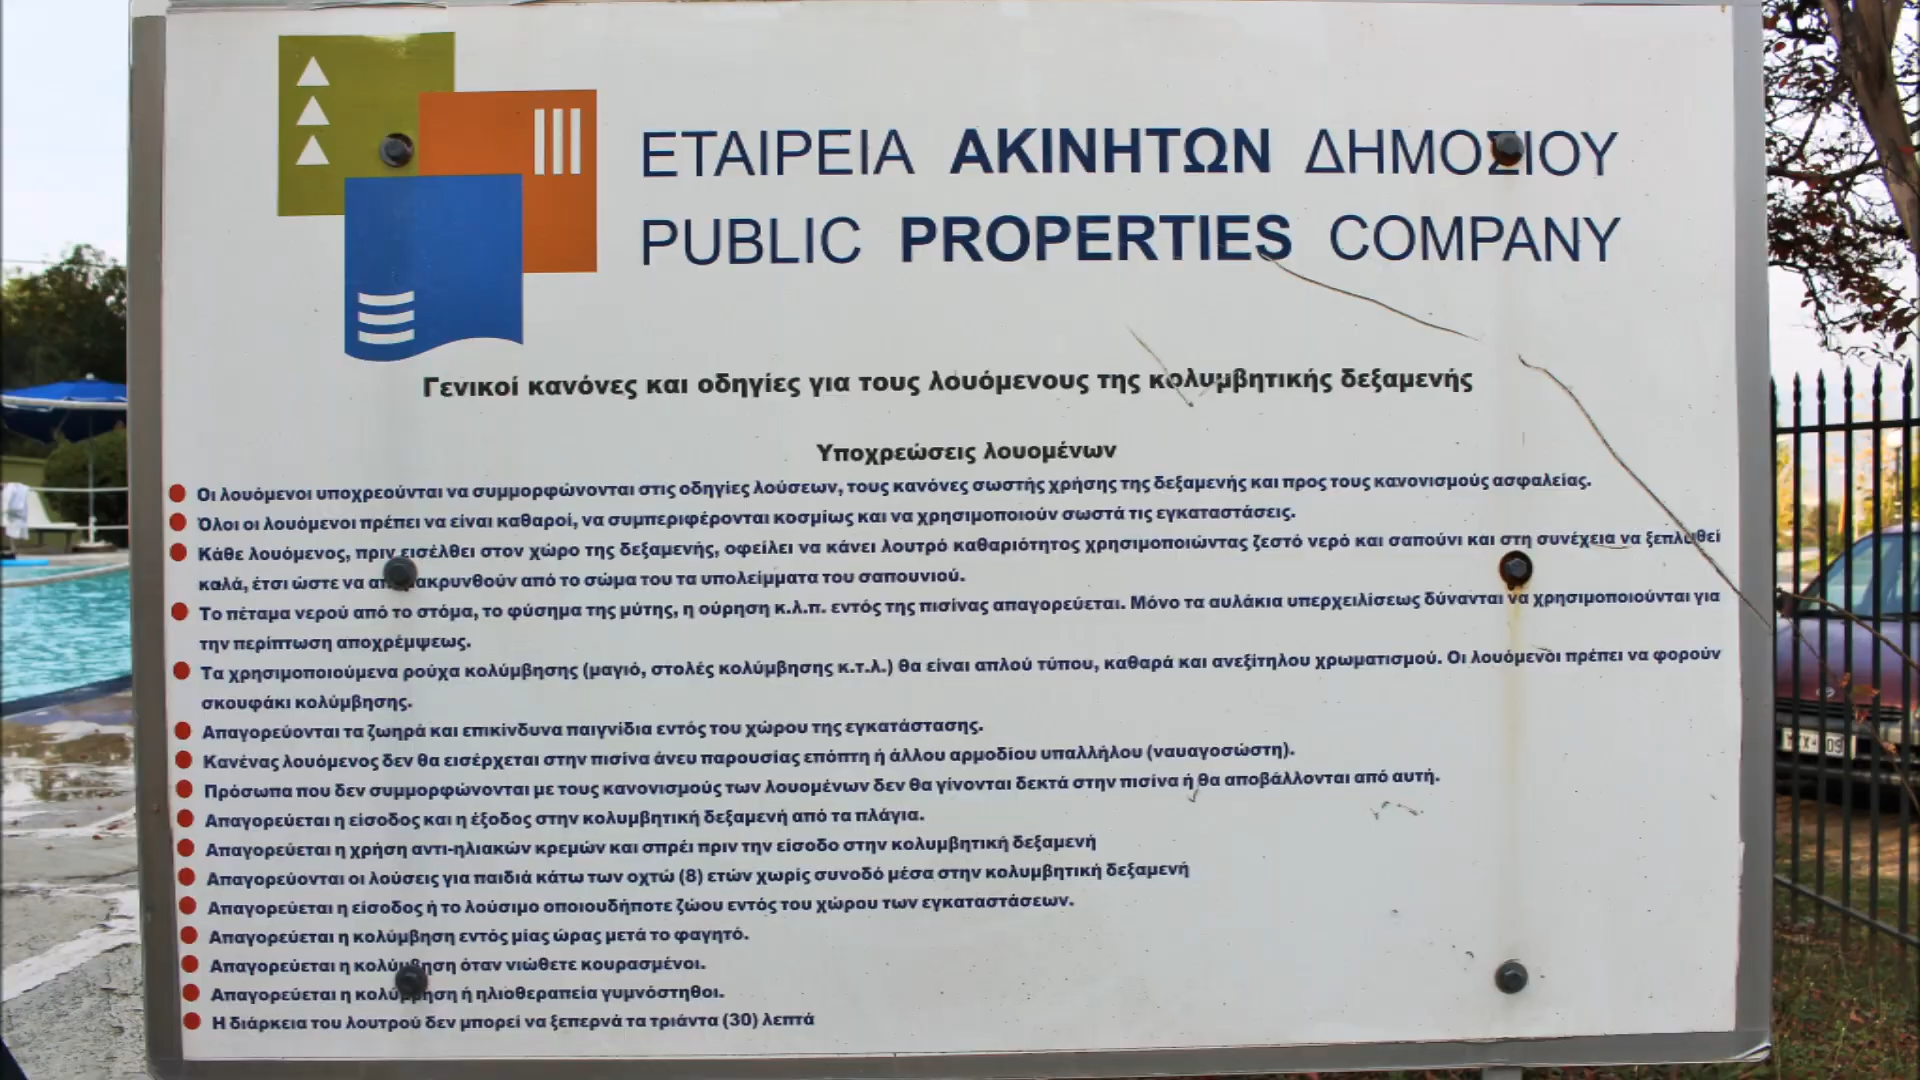 ΕΤΑΙΡΕΙΑ ΑΚΙΝΗΤΩΝ ΔΗΜΟΣΙΟΥ
PUBLIC PROPERTIES COMPANY
Γενικοί κανόνες και οδηγίες για τους λουόμενους της κολυμβητικής δεξαμενής
Υποχρεώσεις λουομένων
Οι λουόμενοι υποχρεούνται να συμμορφώνονται στις οδηγίες λούσεων, τους κανόνες σωστής χρήσης της δεξαμενής και προς τους κανονισμούς ασφαλείας.
Όλοι οι λουόμενοι πρέπει να είναι καθαροί, να συμπεριφέρονται κοσμίως και να χρησιμοποιούν σωστά τις εγκαταστάσεις.
Κάθε λουόμενος, πριν εισέλθει στον χώρο της δεξαμενής, οφείλει να κάνει λουτρό καθαριότητος χρησιμοποιώντας ζεστό νερό και σαπούνι και στη συνέχεια να ξεπλυθεί
καλά, έτσι ώστε να απομακρυνθούν από το σώμα του τα υπολείμματα του σαπουνιού.
Το πέταμα νερού από το στόμα, το φύσημα της μύτης, η ούρηση κ.λ.π. εντός της πισίνας απαγορεύεται. Μόνο τα αυλάκια υπερχειλίσεως δύνανται να χρησιμοποιούνται για
την περίπτωση αποχρέμψεως.
Τα χρησιμοποιούμενα ρούχα κολύμβησης (μαγιό, στολές κολύμβησης κ.τ.λ.) θα είναι απλού τύπου, καθαρά και ανεξίτηλου χρωματισμού. Οι λουόμενοι πρέπει να φορούν
σκουφάκι κολύμβησης.
Απαγορεύονται τα ζωηρά και επικίνδυνα παιγνίδια εντός του χώρου της εγκατάστασης.
Κανένας λουόμενος δεν θα εισέρχεται στην πισίνα άνευ παρουσίας επόπτη ή άλλου αρμοδίου υπαλλήλου (ναυαγοσώστη).
Πρόσωπα που δεν συμμορφώνονται με τους κανονισμούς των λουομένων δεν θα γίνονται δεκτά στην πισίνα ή θα αποβάλλονται από αυτή.
Απαγορεύεται η είσοδος και η έξοδος στην κολυμβητική δεξαμενή από τα πλάγια.
Απαγορεύεται η χρήση αντι-ηλιακών κρεμών και σπρέι πριν την είσοδο στην κολυμβητική δεξαμενή
Απαγορεύονται οι λούσεις για παιδιά κάτω των οχτώ (8) ετών χωρίς συνοδό μέσα στην κολυμβητική δεξαμενή
Απαγορεύεται η είσοδος ή το λούσιμο οποιουδήποτε ζώου εντός του χώρου των εγκαταστάσεων.
Απαγορεύεται η κολύμβηση εντός μίας ώρας μετά το φαγητό.
Απαγορεύεται η κολύμβηση όταν νιώθετε κουρασμένοι.
Απαγορεύεται η κολύμβηση ή ηλιοθεραπεία γυμνόστηθοι.
Η διάρκεια του λουτρού δεν μπορεί να ξεπερνά τα τριάντα (30) λεπτά